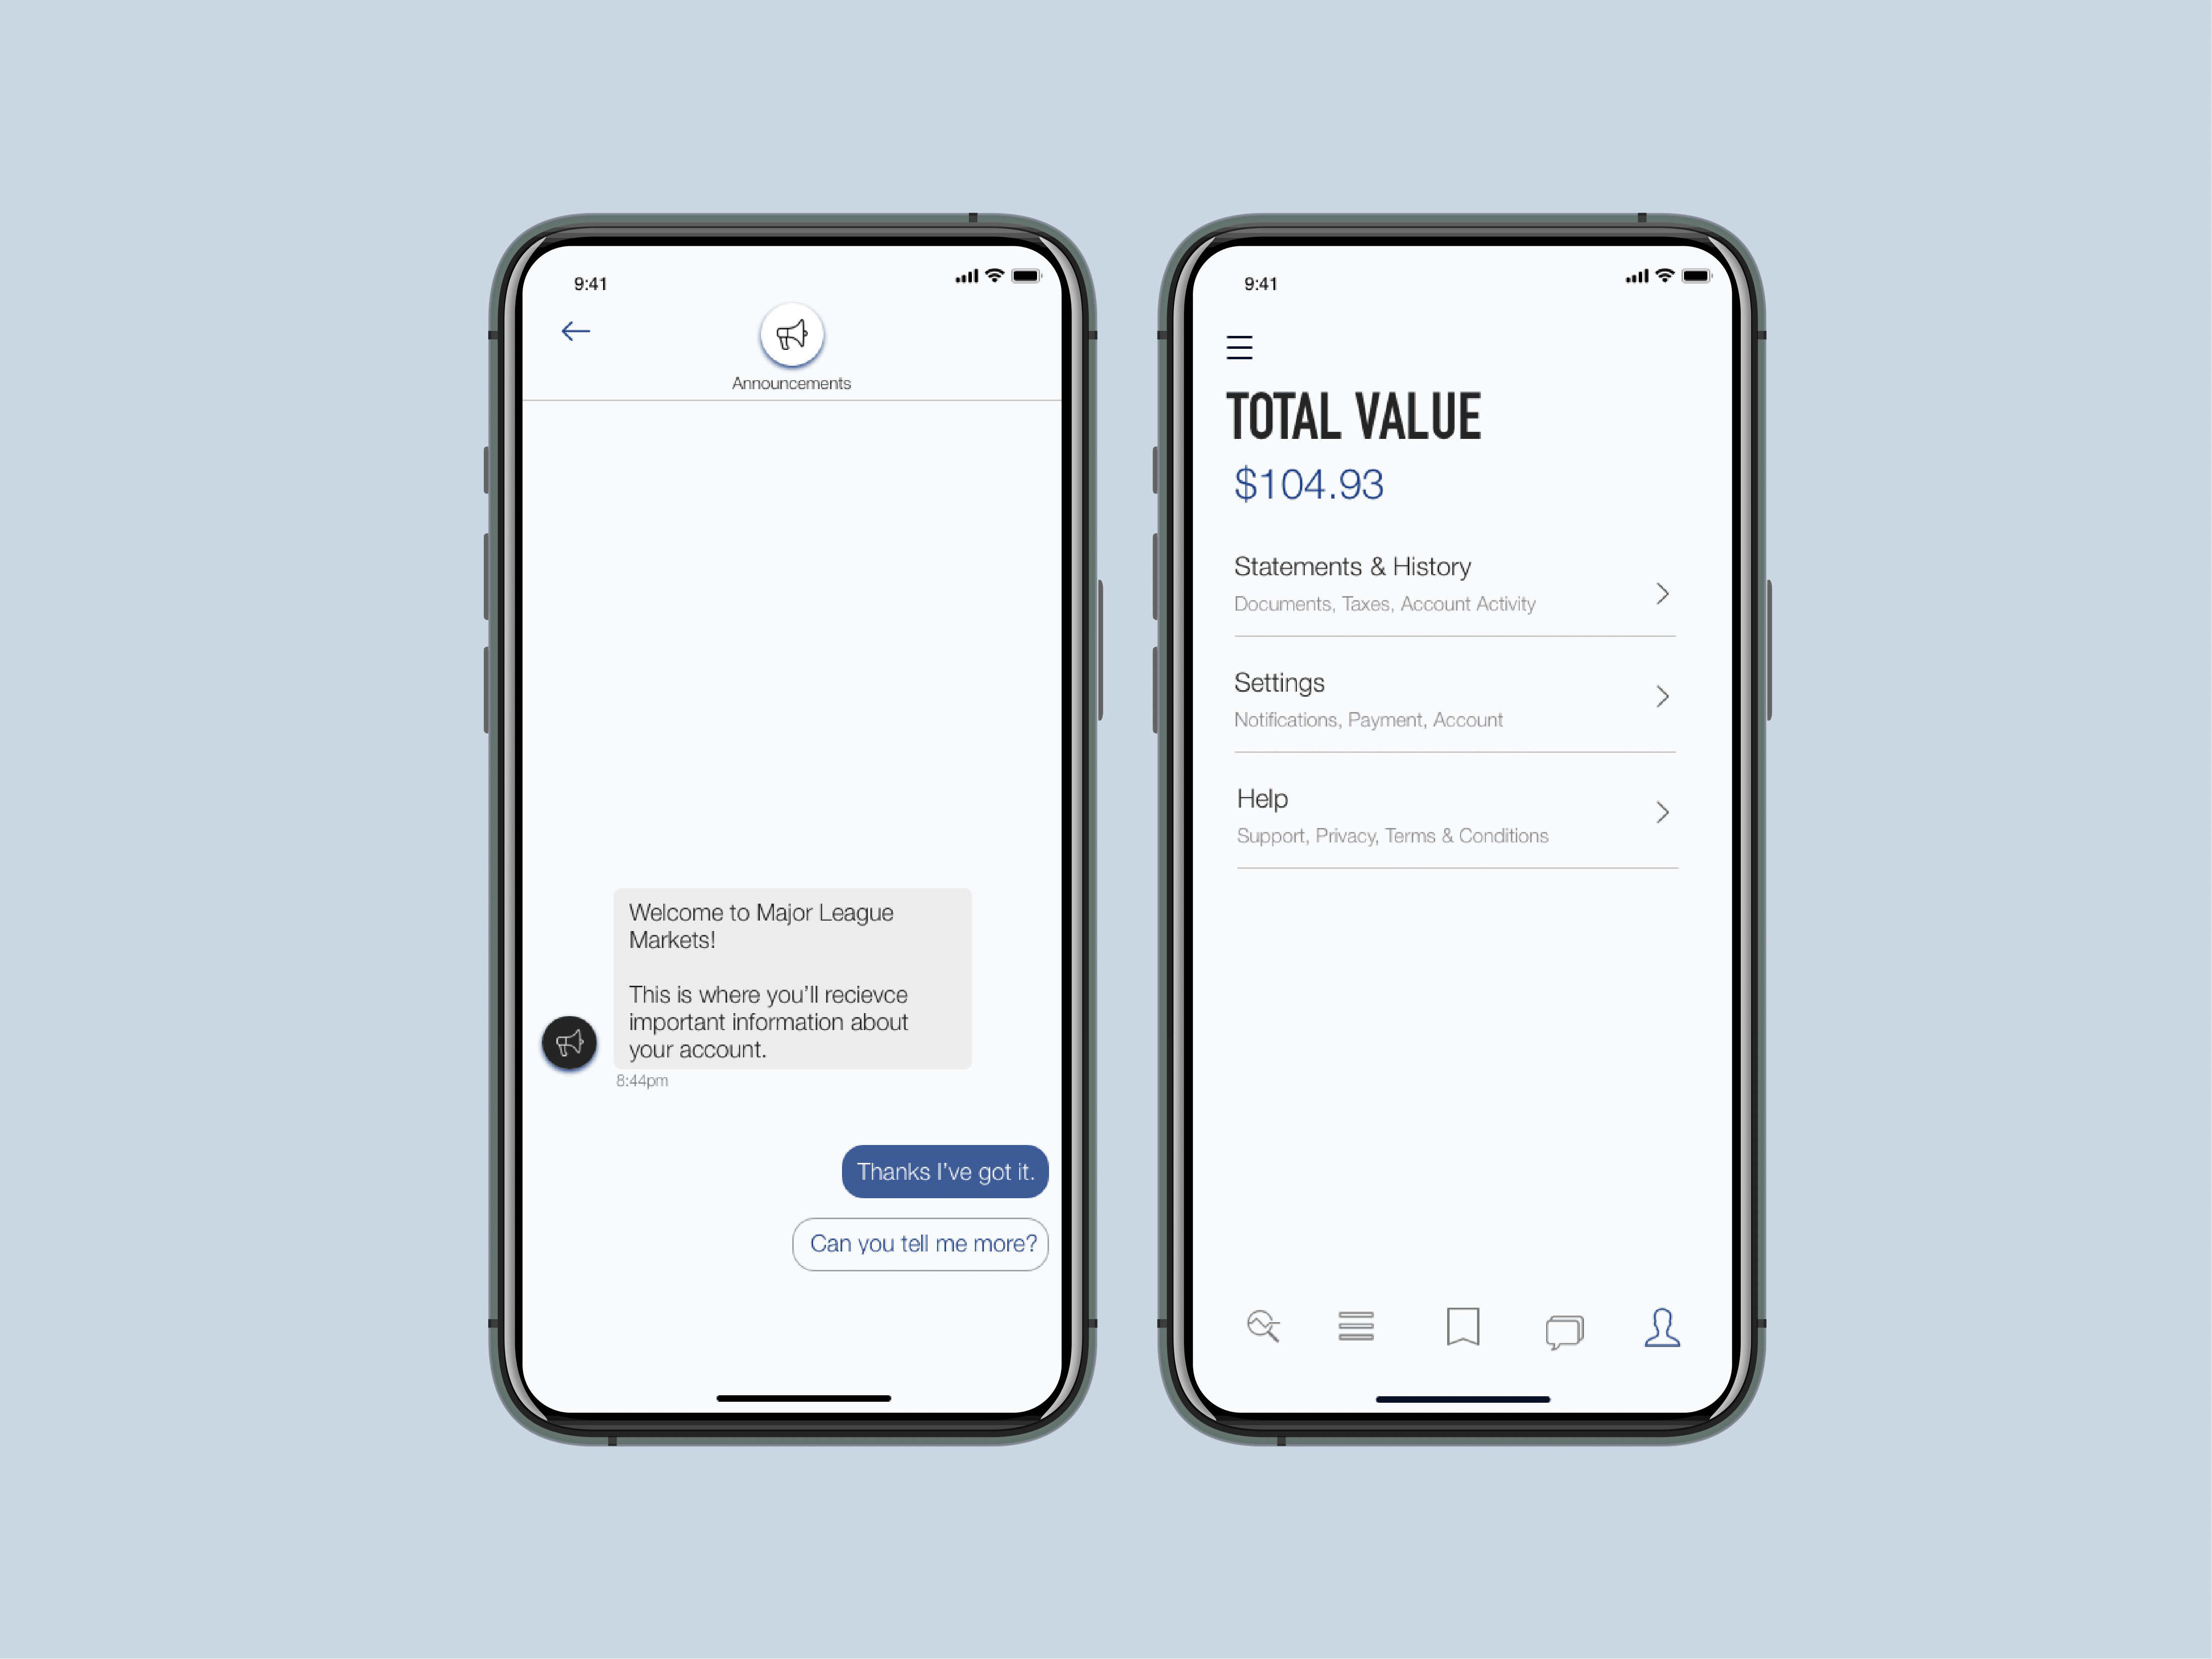 9:41
Announcements
Welcome to Major League
Markets!
This is where you’ll recievce
important information about
your account.
8:44pm
Thanks I’ve got it.
Can you tell me more?
9:41
TOTAL VALUE
$104.93
Statements & History
Documents, Taxes, Account Activity
Settings
Notifications, Payment, Account
Help
Support, Privacy, Terms & Conditions